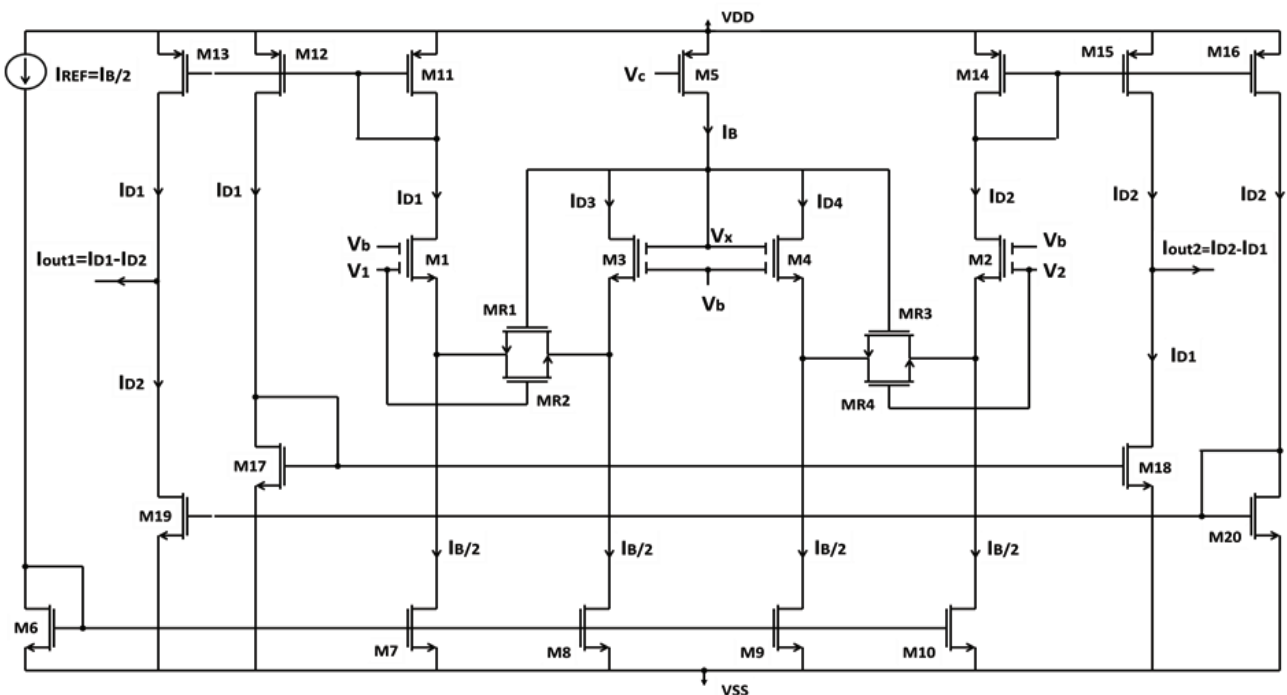 VDD
M13 M12 M11 M5 M14 M15 M16
IREF=IB/2
Vc
IB
ID1 ID1 ID1 ID3 ID4 ID2 ID2 ID2
Vb M1 M3 Vx M4 M2 Vb
V1 V2
Iout1=ID1-ID2 Iout2=ID2-ID1
Vb
MR1 MR3
ID2 ID1
MR2 MR4
M17 M18
M19 M20
IB/2 IB/2 IB/2 IB/2
M6 M7 M8 M9 M10
VSS